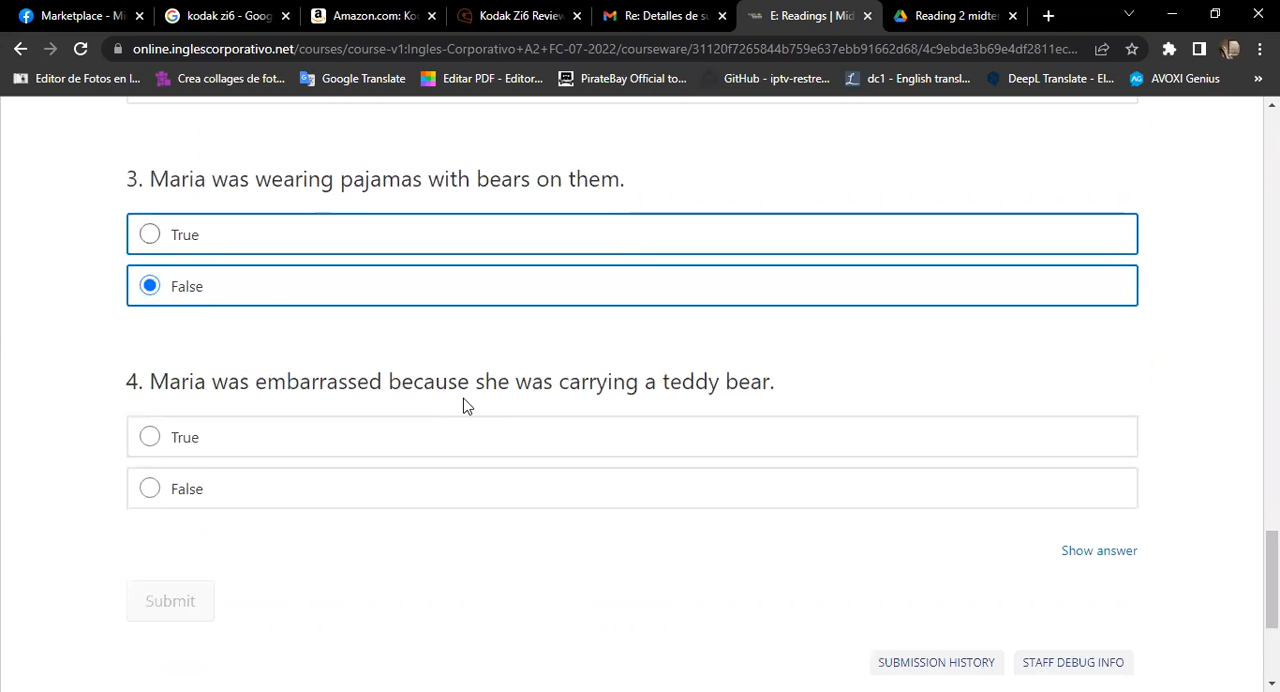 Marketplace - Mi
kodak zi6 - Goog
Amazon.com: Ko
Kodak Zi6 Review
Re: Detalles de su
E: Readings | Mid
Reading 2 midte
online.inglescorporativo.net/courses/course-v1:Ingles-Corporativo+A2+FC-07-2022/courseware/31120f7265844b759e637ebb91662d68/4c9ebde3b69e4df2811ec...
Editor de Fotos en l...
Crea collages de fot...
Google Translate
Editar PDF - Editor...
PirateBay Official to...
GitHub - iptv-restre...
dc1 - English transl...
DeepL Translate - El...
AVOXI Genius
»
3. Maria was wearing pajamas with bears on them.
True
False
4. Maria was embarrassed because she was carrying a teddy bear.
True
False
Show answer
Submit
SUBMISSION HISTORY
STAFF DEBUG INFO